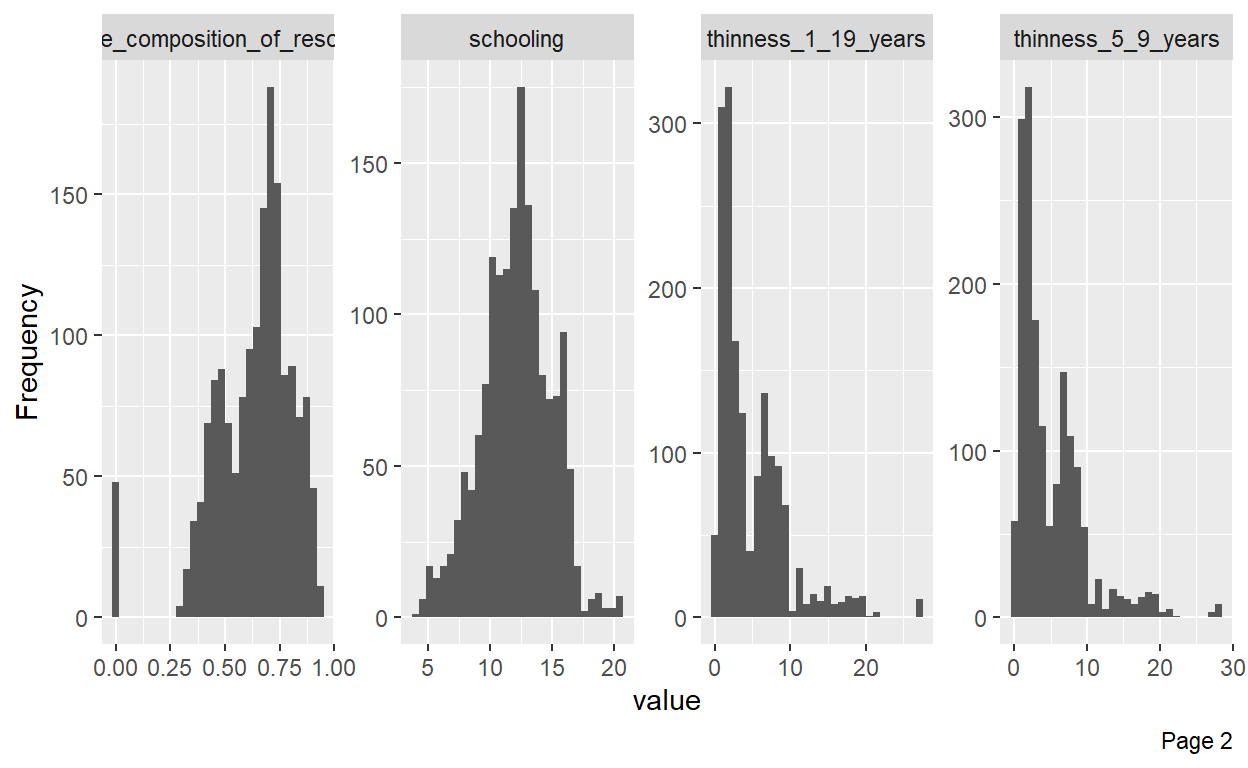 e_composition_of_reso
schooling
thinness_1_19_years
thinness_5_9_years
Frequency
150
100
50
0
150
100
50
0
300
200
100
0
300
200
100
0
0.00 0.25 0.50 0.75 1.00
5 10 15 20
0 10 20
0 10 20 30
value
Page 2